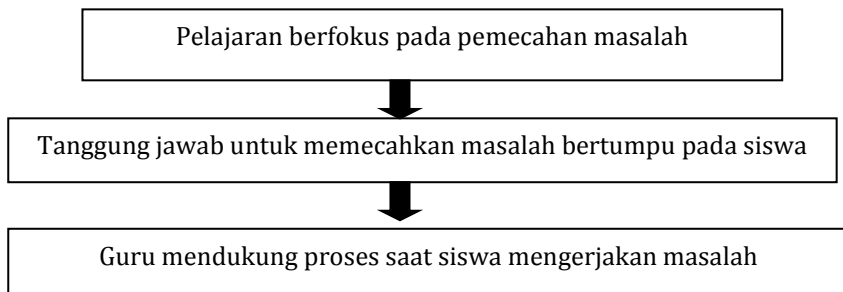 Pelajaran berfokus pada pemecahan masalah
Tanggung jawab untuk memecahkan masalah bertumpu pada siswa
Guru mendukung proses saat siswa mengerjakan masalah